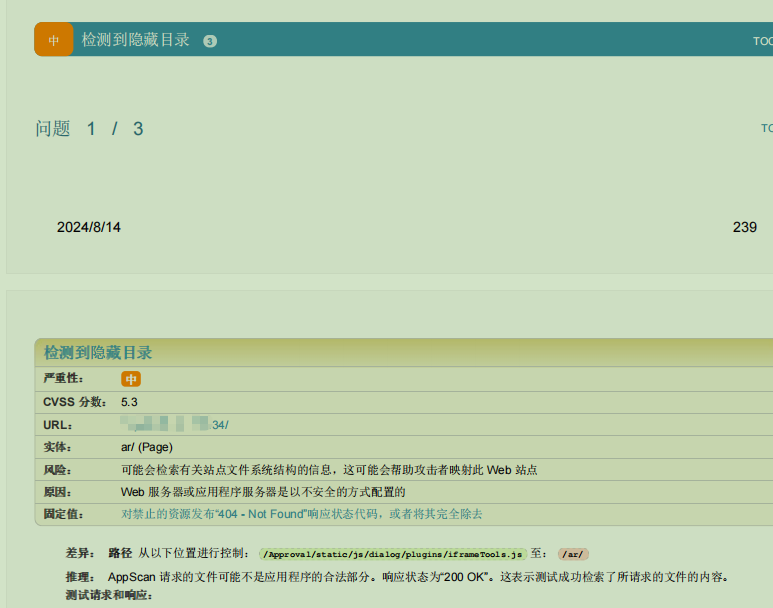 中 检测到隐藏目录 3 TOC
问题 1 / 3 TC
2024/8/14 239
检测到隐藏目录
严重性： 中
CVSS 分数： 5.3
URL： 34/
实体： ar/ (Page)
风险： 可能会检索有关站点文件系统结构的信息，这可能会帮助攻击者映射此 Web 站点
原因： Web 服务器或应用程序服务器是以不安全的方式配置的
固定值： 对禁止的资源发布“404 - Not Found”响应状态代码，或者将其完全除去
差异： 路径 从以下位置进行控制： /Approval/static/js/dialog/plugins/iframeTools.js 至： /ar/
推理： AppScan 请求的文件可能不是应用程序的合法部分。响应状态为“200 OK”。这表示测试成功检索了所请求的文件的内容。
测试请求和响应：